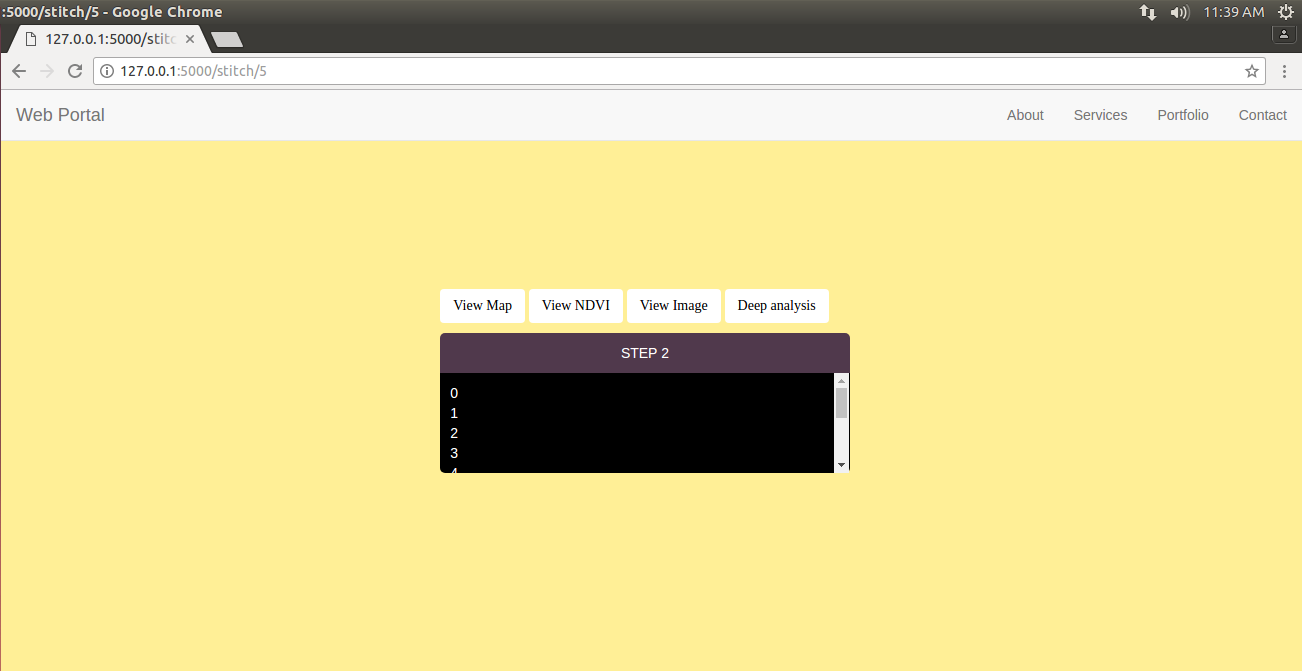 :5000/stitch/5 - Google Chrome
11:39 AM
127.0.0.1:5000/stitc
127.0.0.1:5000/stitch/5
Web Portal
About
Services
Portfolio
Contact
View Map
View NDVI
View Image
Deep analysis
STEP 2
0
1
2
3
4